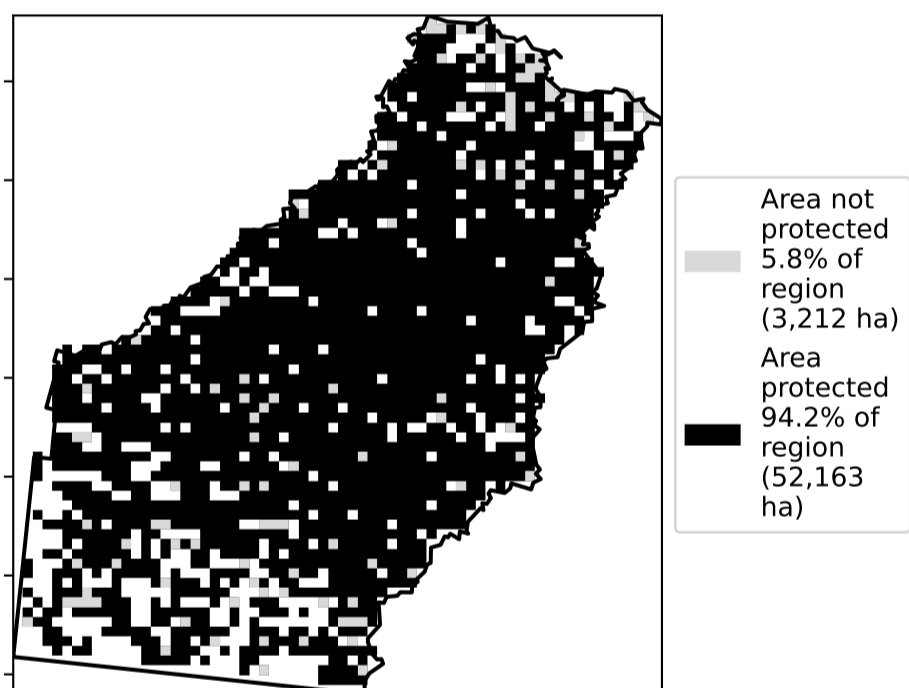 Area not
protected
5.8% of
region
(3,212 ha)
Area
protected
94.2% of
region
(52,163
ha)